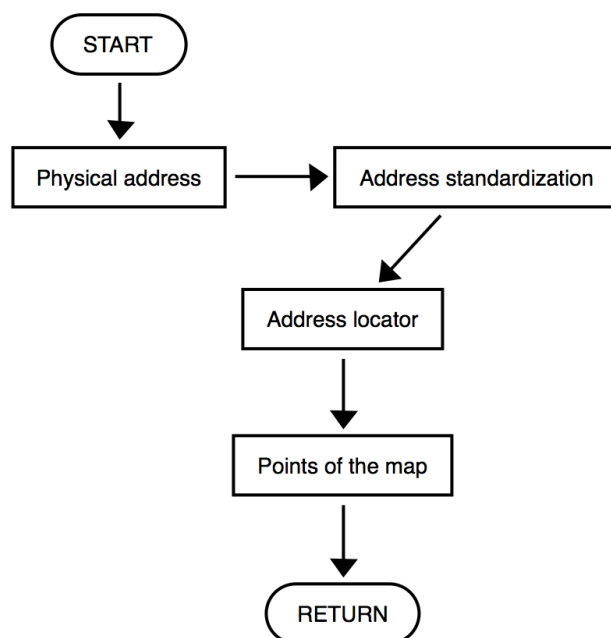 START
Physical address
Address standardization
Address locator
Points of the map
RETURN